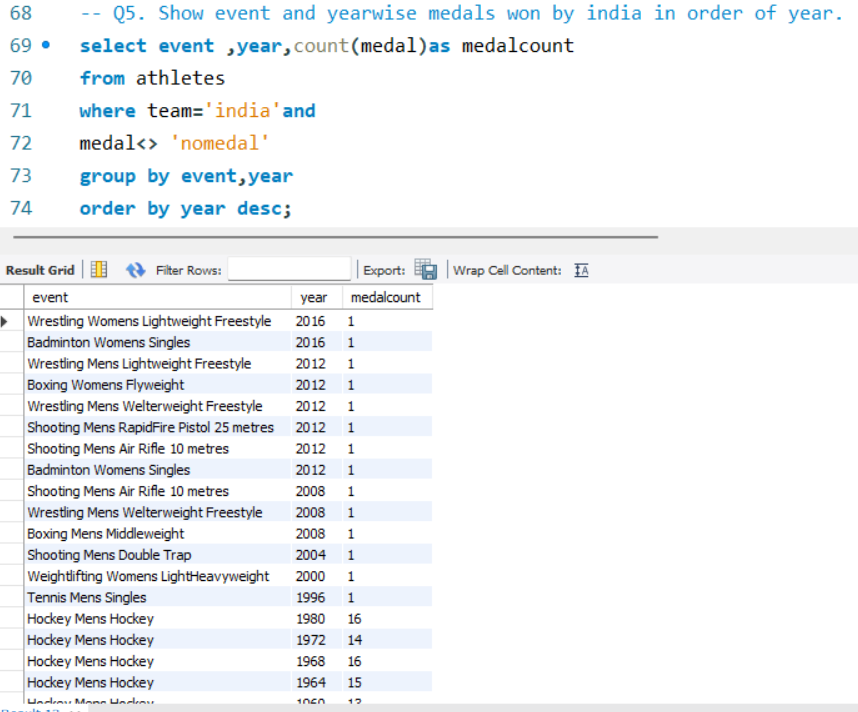 68 -- Q5. Show event and yearwise medals won by india in order of year.
69 select event ,year,count(medal)as medalcount
70 from athletes
71 where team='india'and
72 medal<> 'nomedal'
73 group by event,year
74 order by year desc;
Result Grid Filter Rows: Export: Wrap Cell Content:
event year medalcount
Wrestling Womens Lightweight Freestyle 2016 1
Badminton Womens Singles 2016 1
Wrestling Mens Lightweight Freestyle 2012 1
Boxing Womens Flyweight 2012 1
Wrestling Mens Welterweight Freestyle 2012 1
Shooting Mens RapidFire Pistol 25 metres 2012 1
Shooting Mens Air Rifle 10 metres 2012 1
Badminton Womens Singles 2012 1
Shooting Mens Air Rifle 10 metres 2008 1
Wrestling Mens Welterweight Freestyle 2008 1
Boxing Mens Middleweight 2008 1
Shooting Mens Double Trap 2004 1
Weightlifting Womens LightHeavyweight 2000 1
Tennis Mens Singles 1996 1
Hockey Mens Hockey 1980 16
Hockey Mens Hockey 1972 14
Hockey Mens Hockey 1968 16
Hockey Mens Hockey 1964 15
Hockey Mens Hockey 1960 13